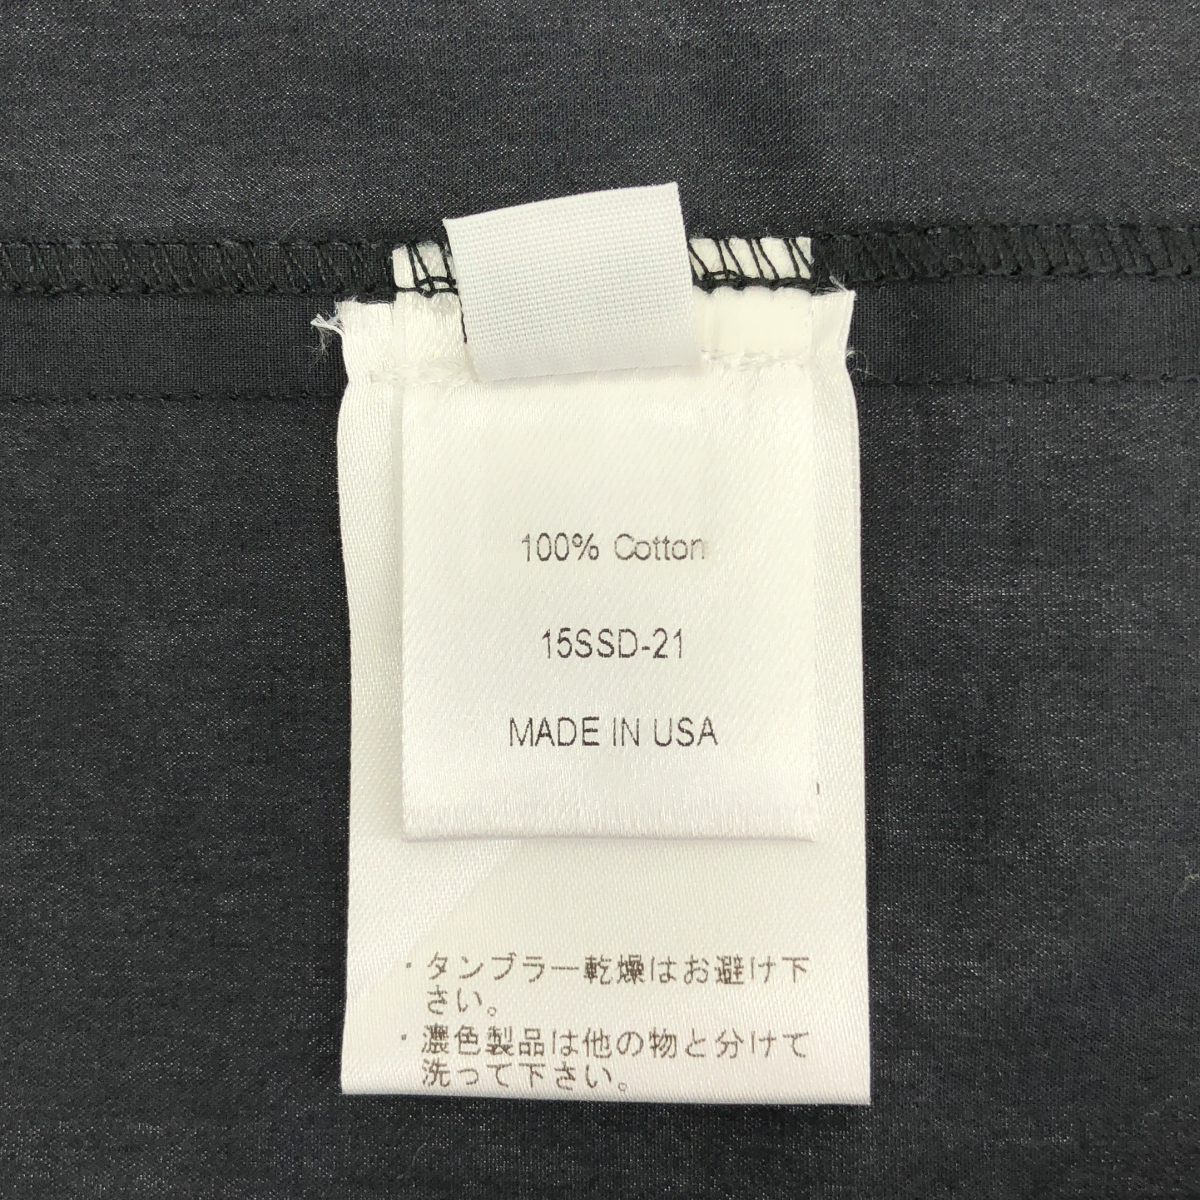 100% Cotton
15SSD-21
MADE IN USA
・タンブラー乾燥はお避け下
さい。
・濃色製品は他の物と分けて
洗って下さい。